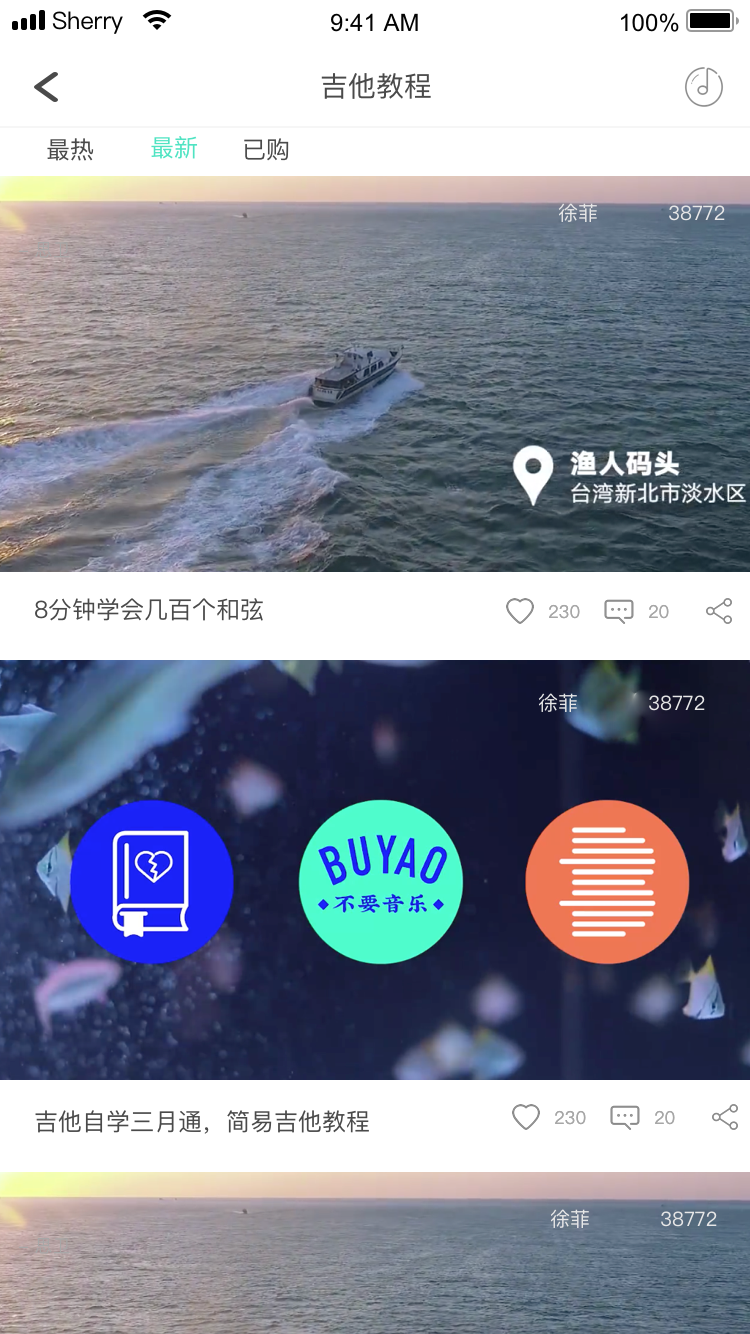 Sherry 9:41 AM 100%
吉他教程
最热 最新 已购
徐菲 38772
渔人码头
台湾新北市淡水区
8分钟学会几百个和弦 230 20
徐菲 38772
BUYAO
不要音乐
吉他自学三月通，简易吉他教程 230 20
徐菲 38772